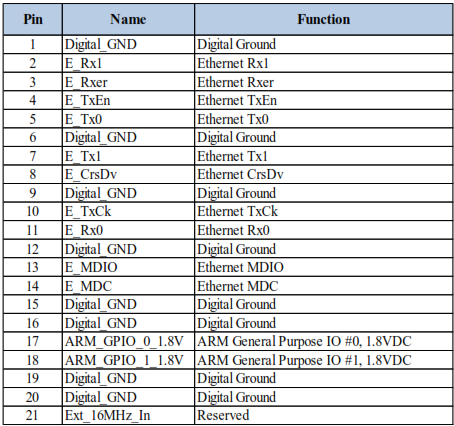 Pin Name Function
1 Digital_GND Digital Ground
2 E_Rx1 Ethernet Rx1
3 E_Rxer Ethernet Rxer
4 E_TxEn Ethernet TxEn
5 E_Tx0 Ethernet Tx0
6 Digital_GND Digital Ground
7 E_Tx1 Ethernet Tx1
8 E_CrsDv Ethernet CrsDv
9 Digital_GND Digital Ground
10 E_TxCk Ethernet TxCk
11 E_Rx0 Ethernet Rx0
12 Digital_GND Digital Ground
13 E_MDIO Ethernet MDIO
14 E_MDC Ethernet MDC
15 Digital_GND Digital Ground
16 Digital_GND Digital Ground
17 ARM_GPIO_0_1.8V ARM General Purpose IO #0, 1.8VDC
18 ARM_GPIO_1_1.8V ARM General Purpose IO #1, 1.8VDC
19 Digital_GND Digital Ground
20 Digital_GND Digital Ground
21 Ext_16MHz_In Reserved